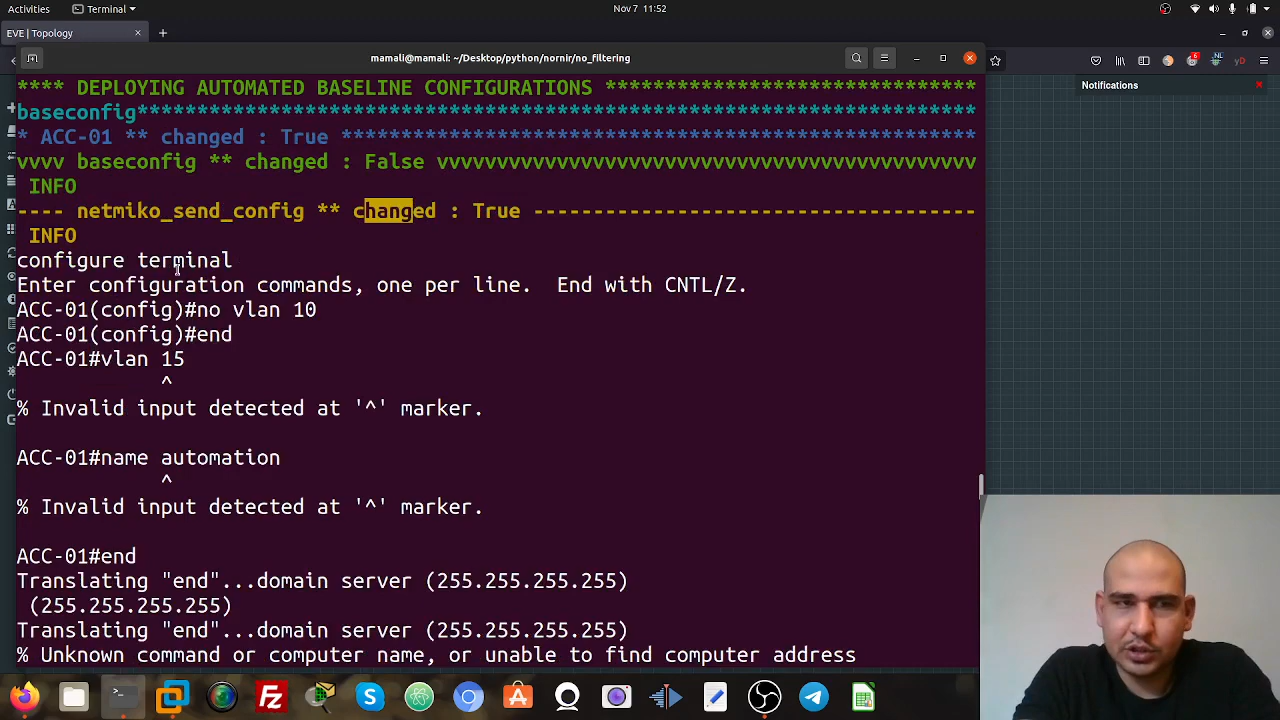 Activities
Terminal
Nov 7 11:52
EVE | Topology
mamali@mamali: ~/Desktop/python/nornir/no_filtering
Notifications
**** DEPLOYING AUTOMATED BASELINE CONFIGURATIONS ********************************
baseconfig**********************************************************************
* ACC-01 ** changed : True *****************************************************
vvvv baseconfig ** changed : False vvvvvvvvvvvvvvvvvvvvvvvvvvvvvvvvvvvvvvvvvvvvv
INFO
---- netmiko_send_config ** changed : True -------------------------------------
INFO
configure terminal
Enter configuration commands, one per line.  End with CNTL/Z.
ACC-01(config)#no vlan 10
ACC-01(config)#end
ACC-01#vlan 15
^
% Invalid input detected at '^' marker.
ACC-01#name automation
^
% Invalid input detected at '^' marker.
ACC-01#end
Translating "end"...domain server (255.255.255.255)
(255.255.255.255)
Translating "end"...domain server (255.255.255.255)
% Unknown command or computer name, or unable to find computer address